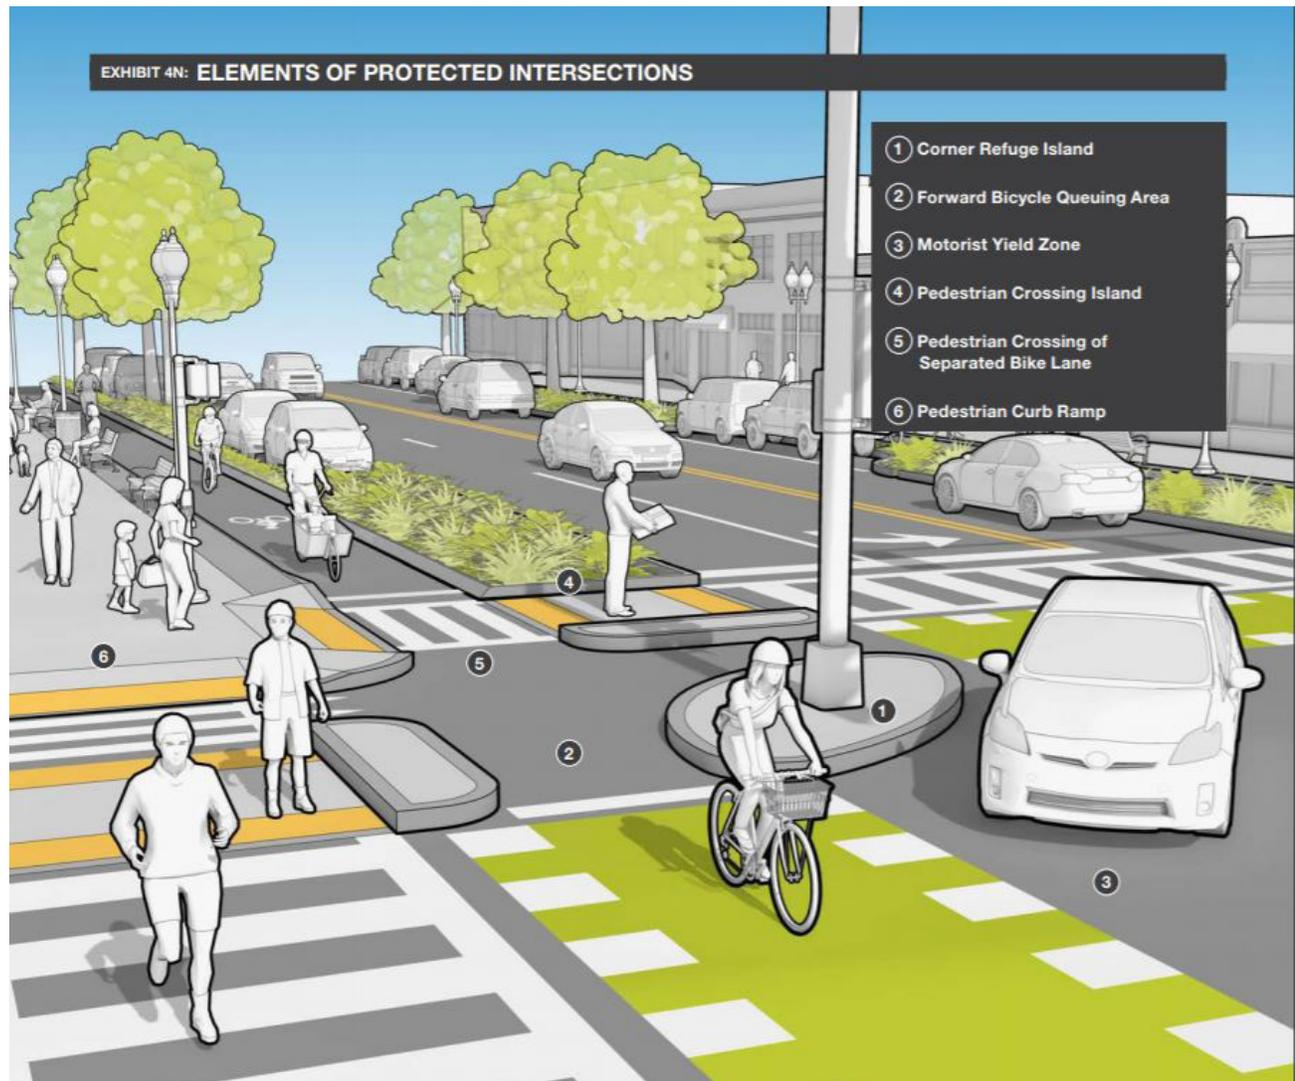 EXHIBIT 4N: ELEMENTS OF PROTECTED INTERSECTIONS
1 Corner Refuge Island
2 Forward Bicycle Queuing Area
3 Motorist Yield Zone
4 Pedestrian Crossing Island
5 Pedestrian Crossing of
Separated Bike Lane
6 Pedestrian Curb Ramp
4
6
5
1
2
3